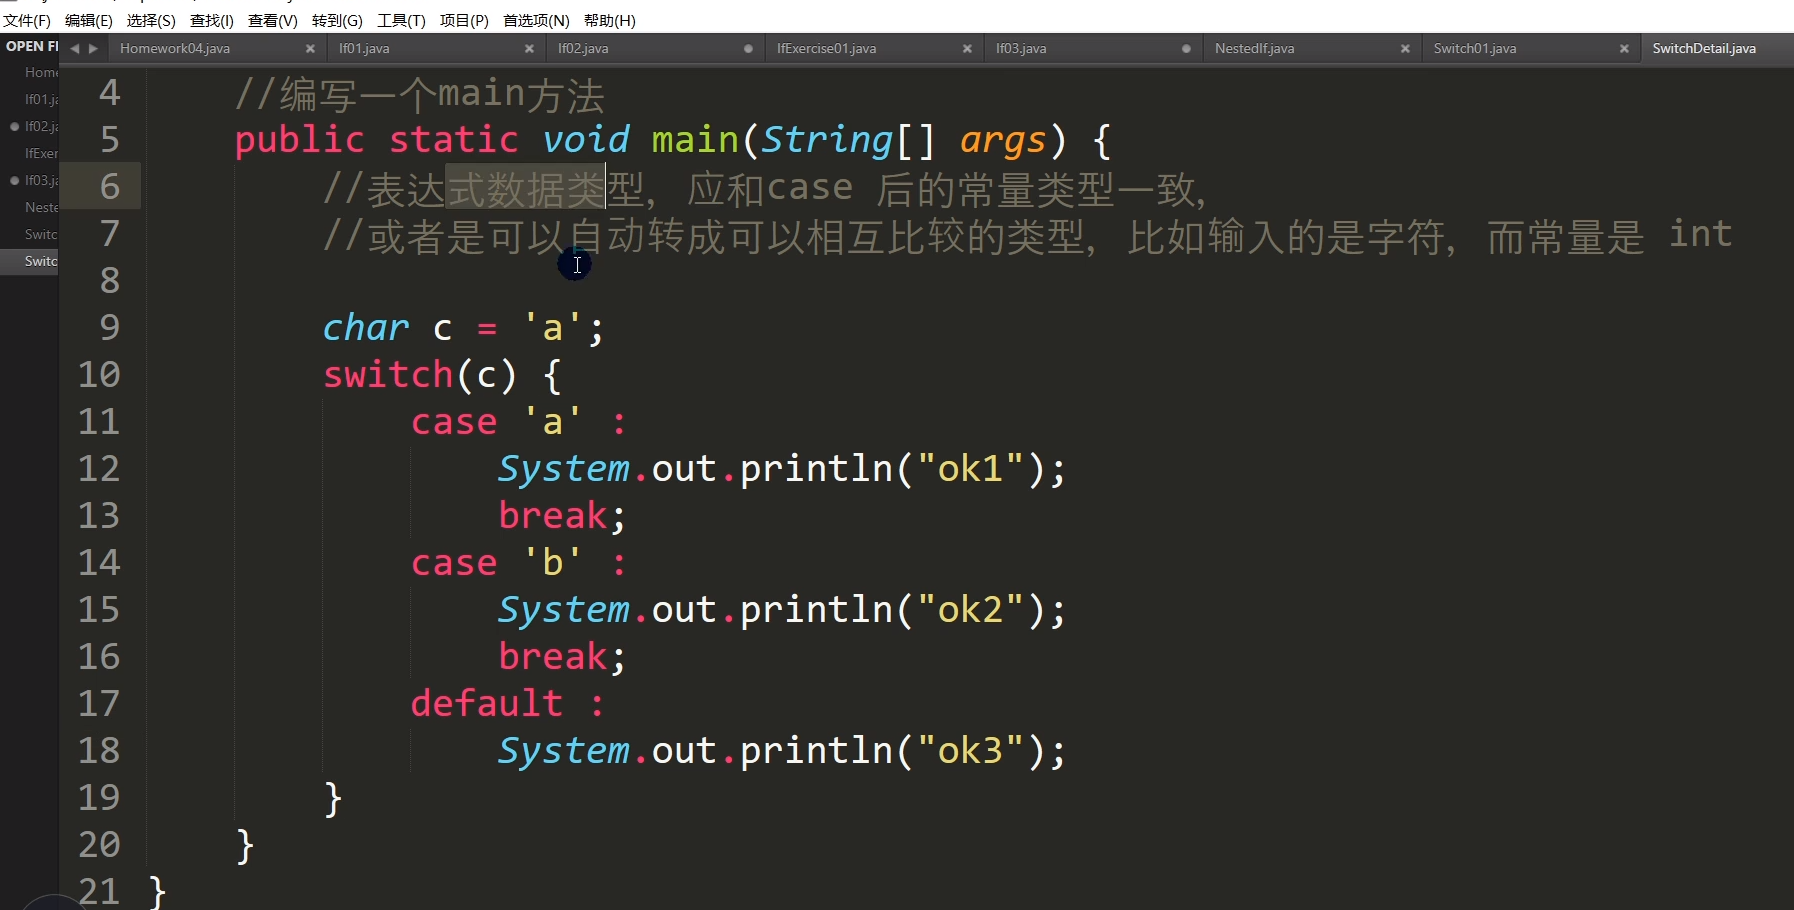 文件(F) 编辑(E) 选择(S) 查找(I) 查看(V) 转到(G) 工具(T) 项目(P) 首选项(N) 帮助(H)
OPEN FI
Homework04.java If01.java If02.java IfExercise01.java If03.java NestedIf.java Switch01.java SwitchDetail.java
Home
If01.ja
If02.ja
IfExer
If03.ja
Neste
Switc
Switc
4 //编写一个main方法
5 public static void main(String[] args) {
6 //表达式数据类型, 应和case 后的常量类型一致,
7 //或者是可以自动转成可以相互比较的类型, 比如输入的是字符, 而常量是 int
8
9 char c = 'a';
10 switch(c) {
11 case 'a' :
12 System.out.println("ok1");
13 break;
14 case 'b' :
15 System.out.println("ok2");
16 break;
17 default :
18 System.out.println("ok3");
19 }
20 }
21 }